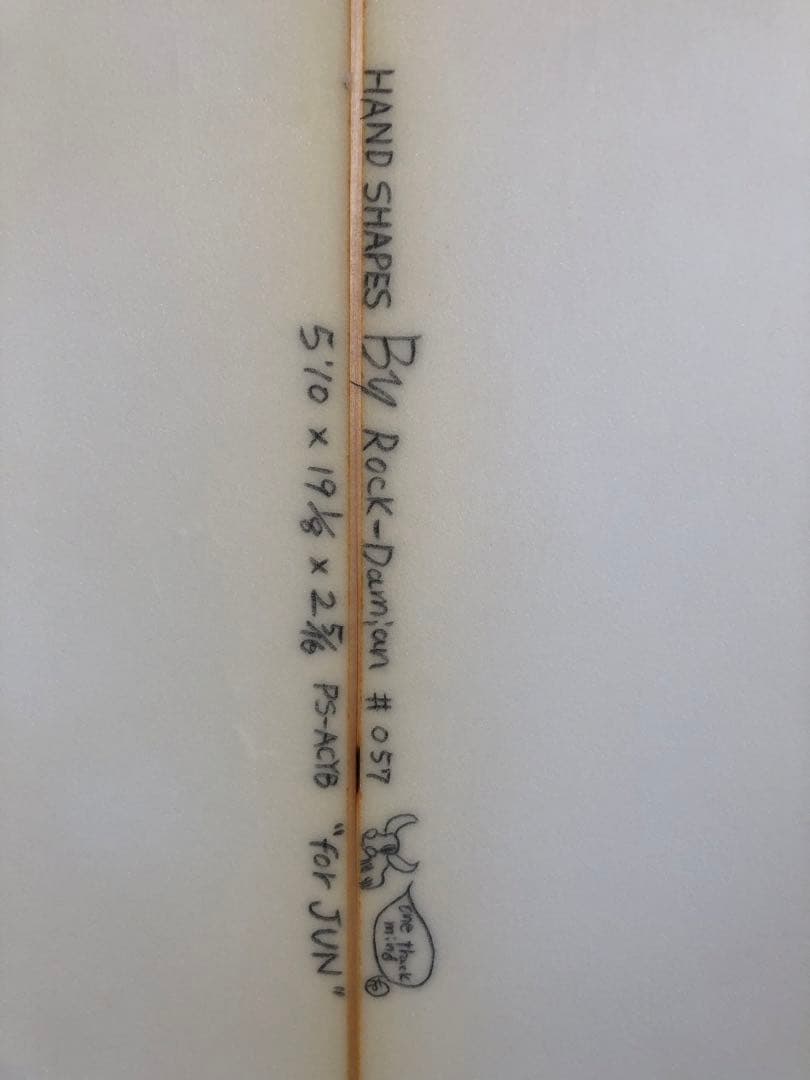 HAND SHAPES By Rock-Damian # 057
5'10 x 19 1/8 x 2 5/16 PS-ACYB "for JUN"
one thack
mind